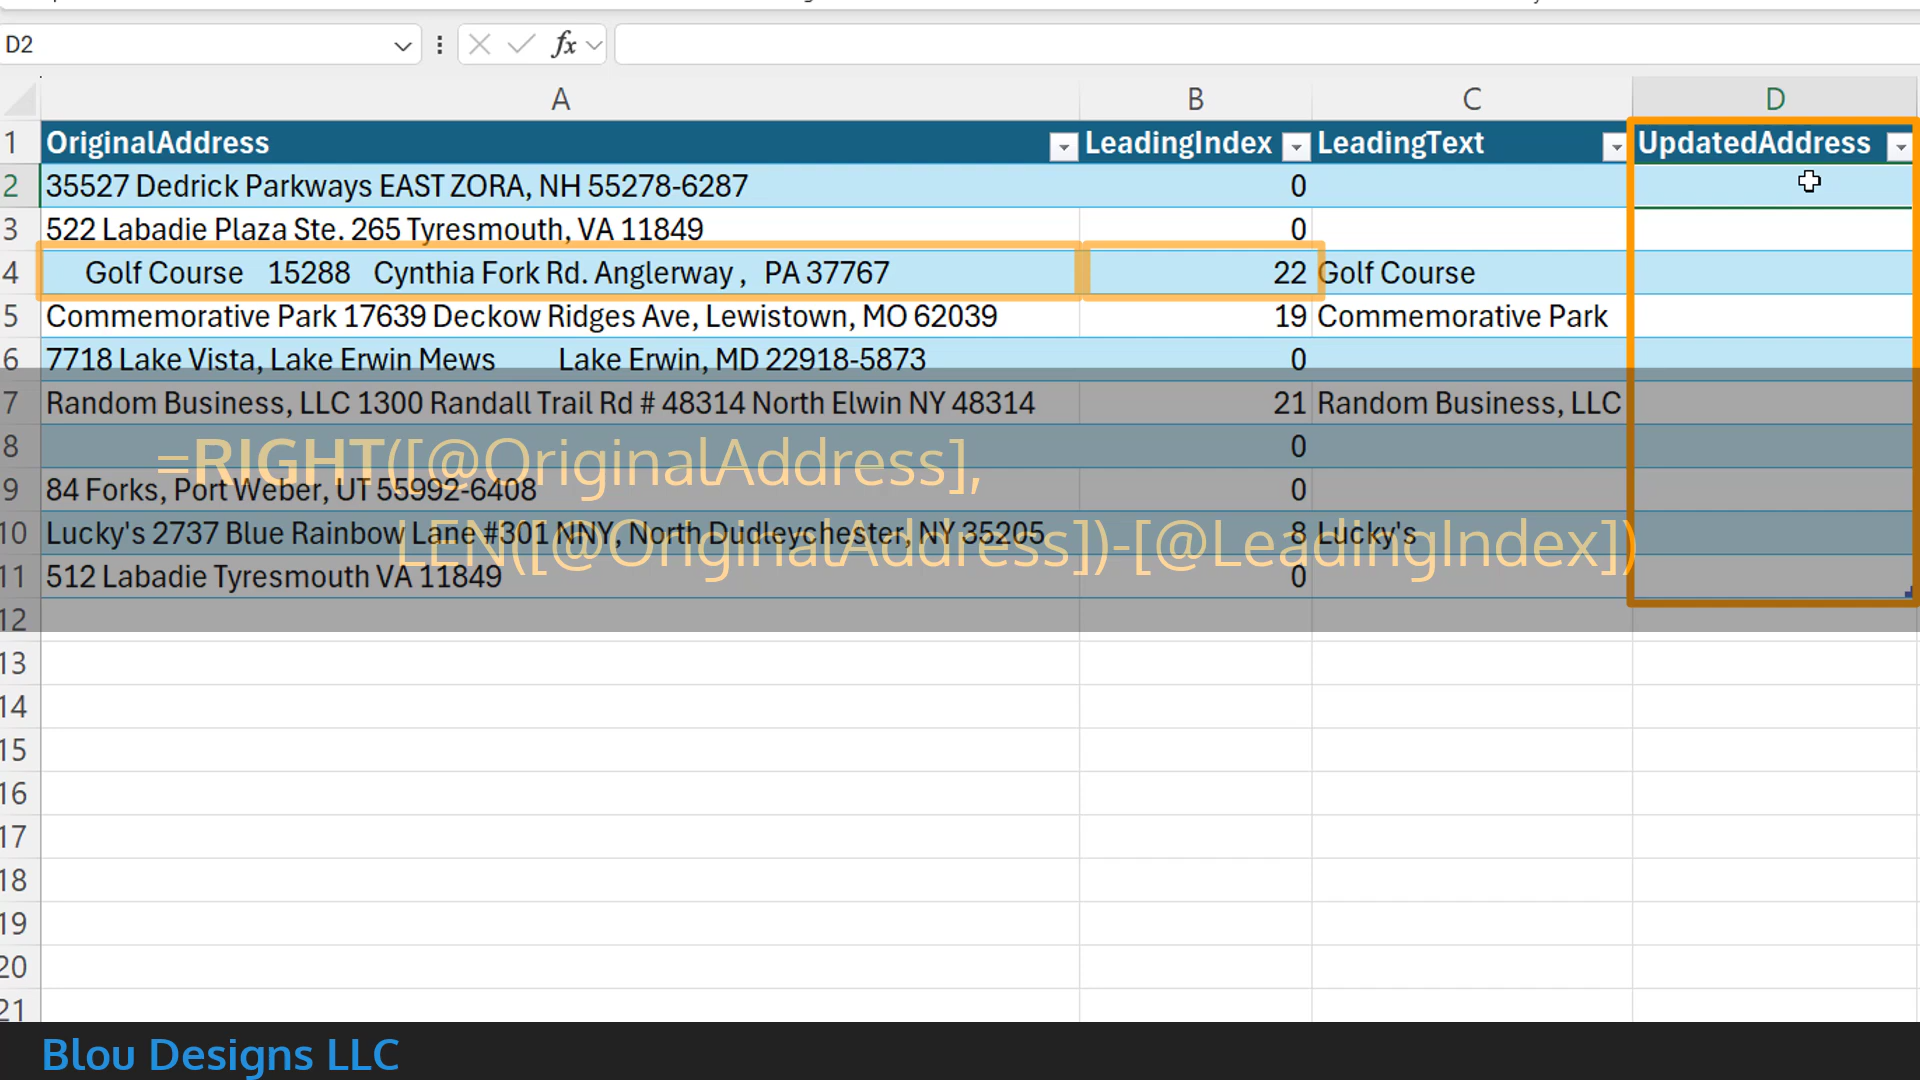 D2 fx
A B C D
1 OriginalAddress LeadingIndex LeadingText UpdatedAddress
2 35527 Dedrick Parkways EAST ZORA, NH 55278-6287 0
3 522 Labadie Plaza Ste. 265 Tyresmouth, VA 11849 0
4 Golf Course 15288 Cynthia Fork Rd. Anglerway , PA 37767 22 Golf Course
5 Commemorative Park 17639 Deckow Ridges Ave, Lewistown, MO 62039 19 Commemorative Park
6 7718 Lake Vista, Lake Erwin Mews Lake Erwin, MD 22918-5873 0
7 Random Business, LLC 1300 Randall Trail Rd # 48314 North Elwin NY 48314 21 Random Business, LLC
8 0
=RIGHT([@OriginalAddress],
9 84 Forks, Port Weber, UT 55992-6408 0
10 Lucky's 2737 Blue Rainbow Lane #301 NNY, North Dudleychester, NY 35205 8 Lucky's
LEN([@OriginalAddress])-[@LeadingIndex])
11 512 Labadie Tyresmouth VA 11849 0
12
13
14
15
16
17
18
19
20
21
Blou Designs LLC